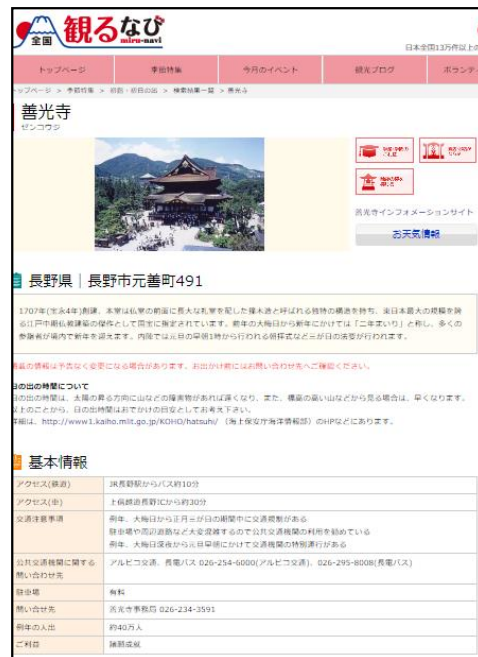 全国 観るなび
miru-navi
日本全国13万件以上の
トップページ 季節特集 今月のイベント 観光ブログ ボランテ
ップページ > 季節特集 > 初詣・初日の出 > 検索結果一覧 > 善光寺
善光寺
ゼンコウジ
善光寺インフォメーションサイト
お天気情報
長野県｜長野市元善町491
1707年(宝永4年)創建、本堂は仏堂の前面に長大な礼堂を配した撞木造と呼ばれる独特の構造を持ち、東日本最大の規模を誇
る江戸中期仏教建築の傑作として国宝に指定されています。前年の大晦日から新年にかけては「二年まいり」と称し、多くの
参詣者が境内で新年を迎えます。内陣では元旦の早朝1時から行われる朝拝式など三が日の法要が行われます。
の情報は予告なく変更になる場合があります。お出かけ前にはお問い合わせ先へご確認ください。
日の出の時間について
日の出の時間は、太陽の昇る方向に山などの障害物があれば遅くなり、また、標高の高い山などから見る場合は、早くなります。
以上のことから、日の出時間はおでかけの目安としてお考え下さい。
詳細は、http://www1.kaiho.mlit.go.jp/KOHO/hatsuhi/ （海上保安庁海洋情報部）のHPなどにあります。
基本情報
アクセス(鉄道) JR長野駅からバス約10分
アクセス(車) 上信越道長野ICから約30分
交通注意事項 例年、大晦日から正月三が日の期間中に交通規制がある
駐車場や周辺道路など大変混雑するので公共交通機関の利用を勧めている
例年、大晦日深夜から元旦早朝にかけて交通機関の特別運行がある
公共交通機関に関する
問い合わせ先 アルピコ交通、長電バス 026-254-6000(アルピコ交通)、026-295-8008(長電バス)
駐車場 有料
問い合せ先 善光寺事務局 026-234-3591
例年の人出 約40万人
ご利益 諸願成就